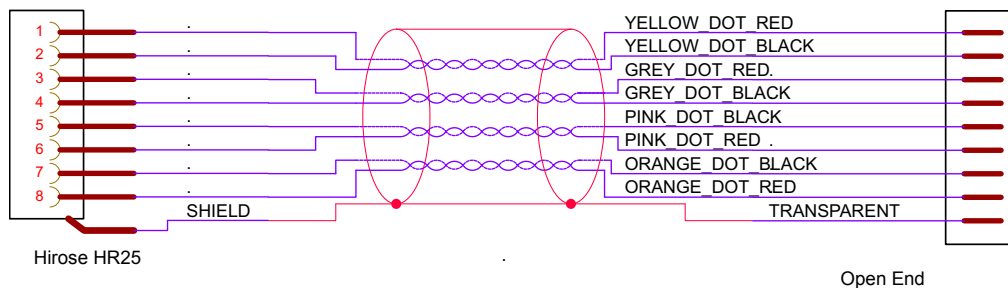 1 . YELLOW_DOT_RED
2 . YELLOW_DOT_BLACK
3 . GREY_DOT_RED.
4 . GREY_DOT_BLACK
5 . PINK_DOT_BLACK
6 . PINK_DOT_RED .
7 . ORANGE_DOT_BLACK
8 . ORANGE_DOT_RED
SHIELD TRANSPARENT
Hirose HR25 .
Open End